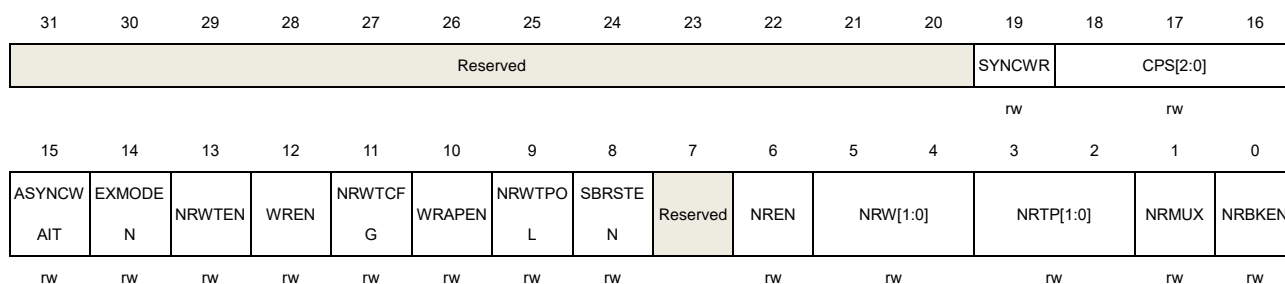 31 30 29 28 27 26 25 24 23 22 21 20 19 18 17 16
Reserved SYNCWR CPS[2:0]
rw rw
15 14 13 12 11 10 9 8 7 6 5 4 3 2 1 0
ASYNCW EXMODE NRWTCF NRWTPO SBRSTE
NRWTEN WREN WRAPEN Reserved NREN NRW[1:0] NRTP[1:0] NRMUX NRBKEN
AIT N G L N
rw rw rw rw rw rw rw rw rw rw rw rw rw